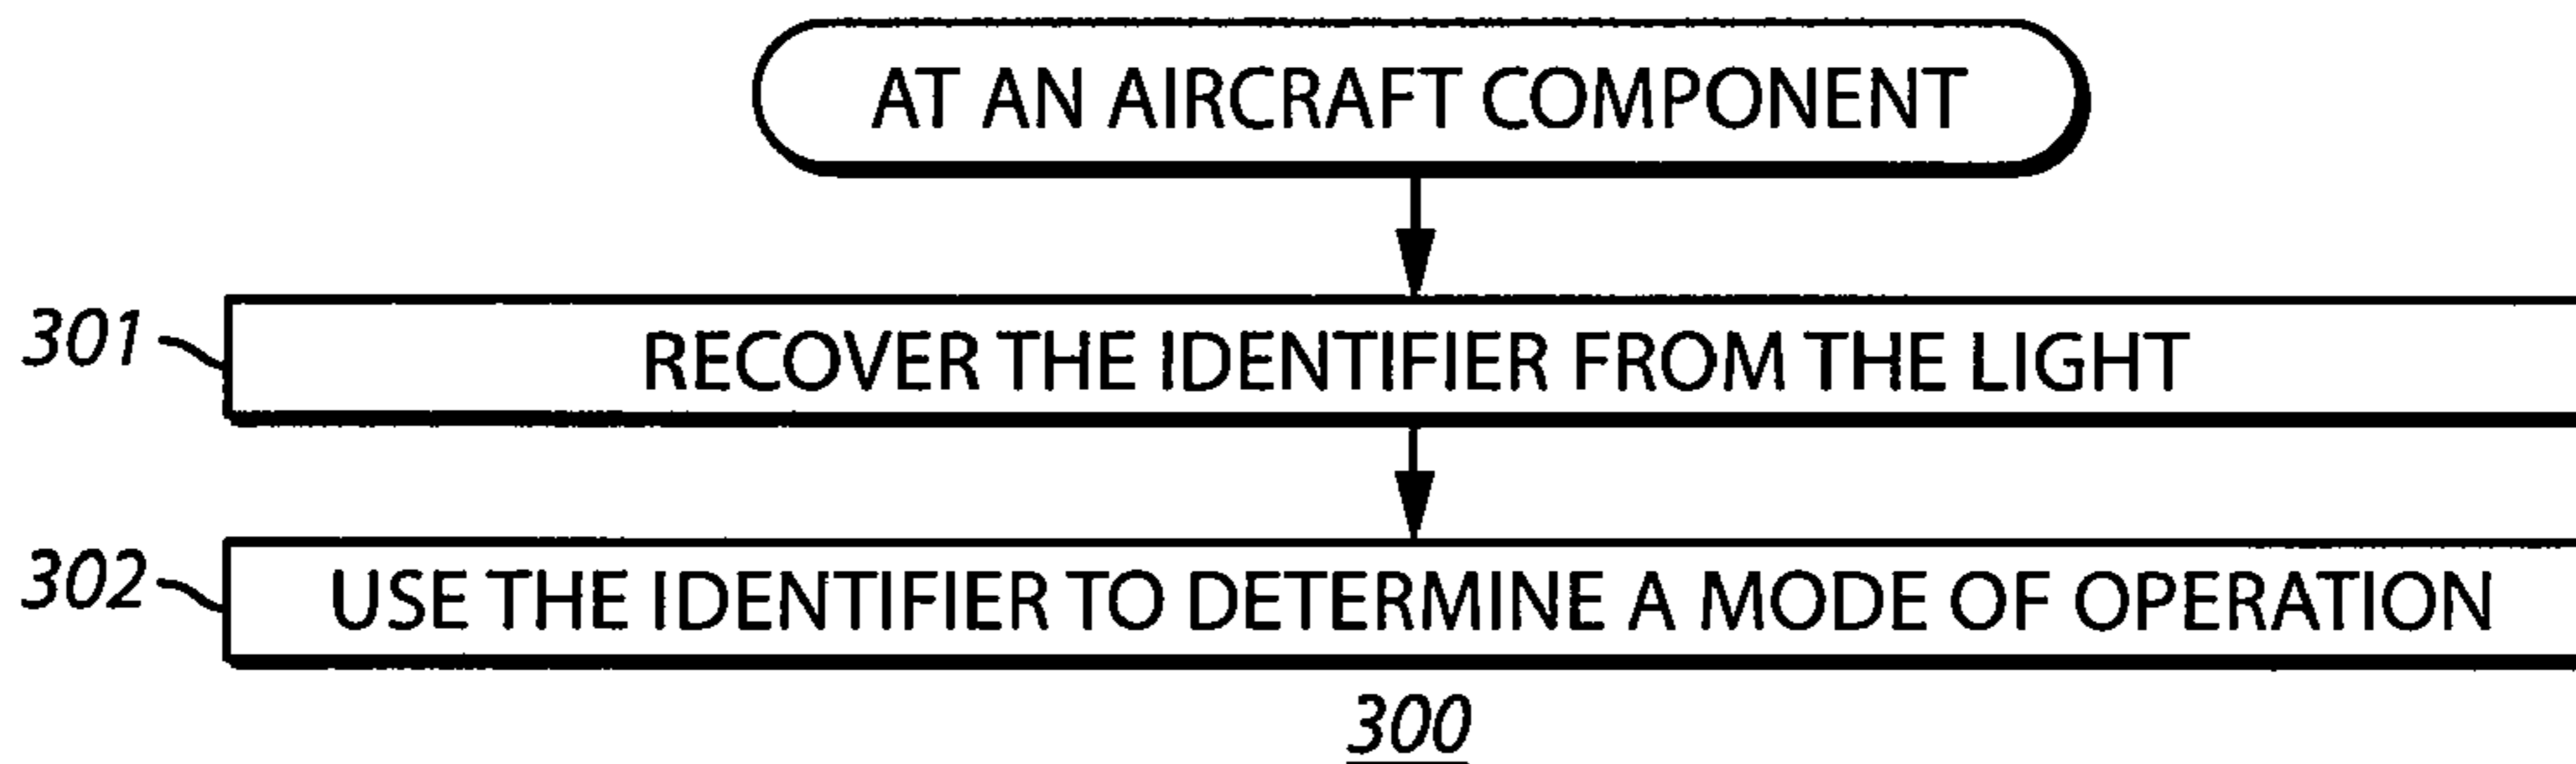 AT AN AIRCRAFT COMPONENT
301
RECOVER THE IDENTIFIER FROM THE LIGHT
302
USE THE IDENTIFIER TO DETERMINE A MODE OF OPERATION
300